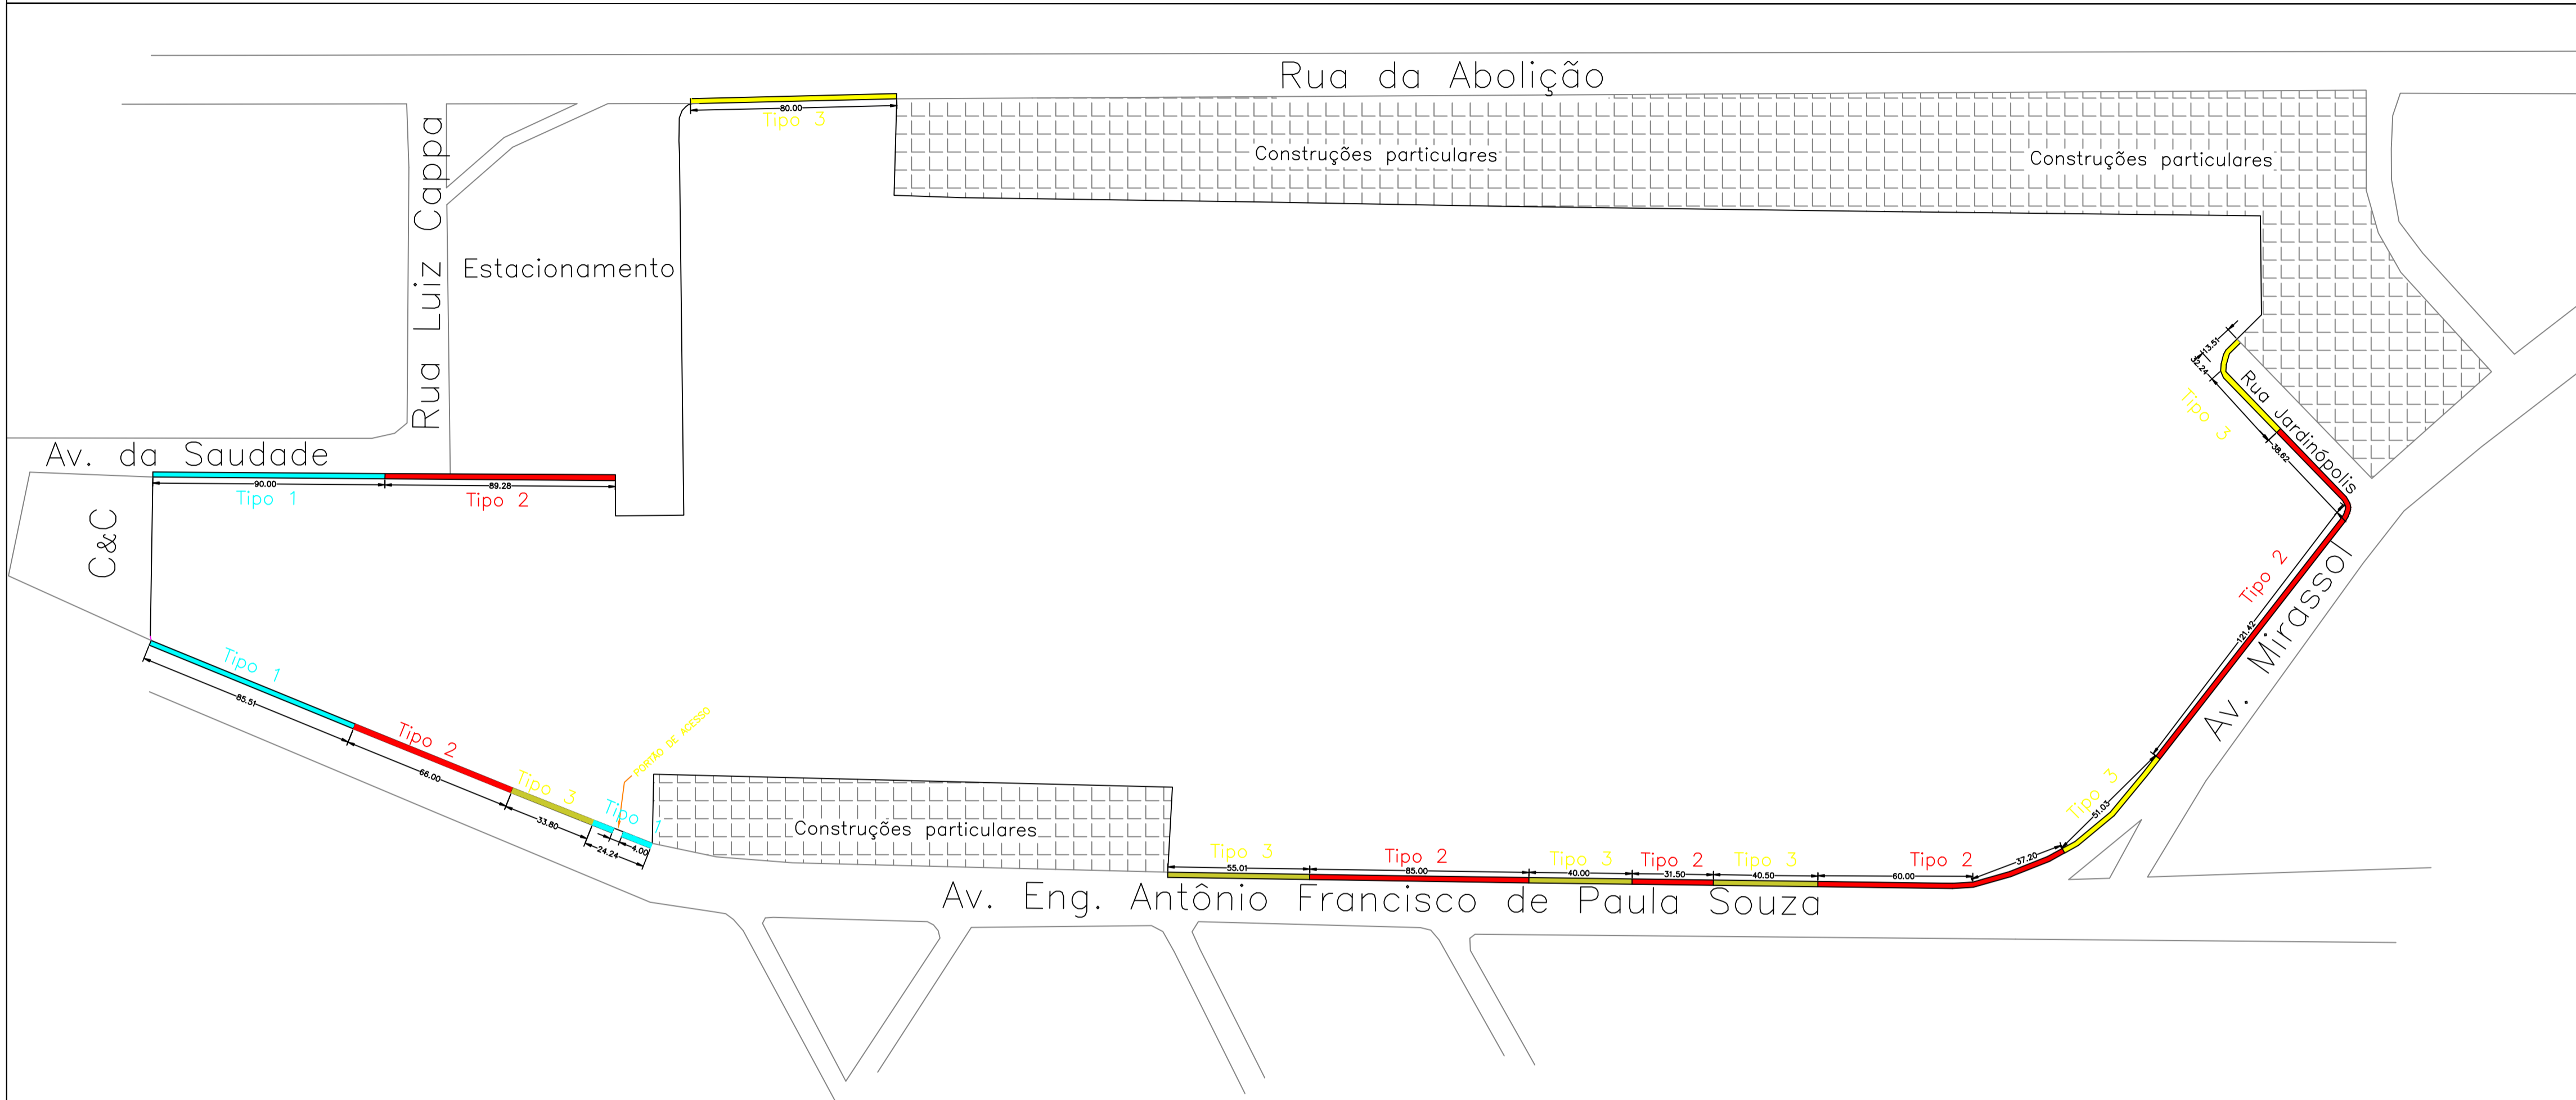 Rua da Abolição
80.00
Tipo 3
Construções particulares
Construções particulares
Rua Luiz Cappa
Estacionamento
Av. da Saudade
90.00
Tipo 1
89.28
Tipo 2
C&C
13.51
32.24
Tipo 3
Rua Jardinópolis
38.62
Tipo 2
121.42
Av. Mirassol
Tipo 3
51.03
Tipo 1
85.51
Tipo 2
66.00
Tipo 3
33.80
Tipo 1
24.24
4.00
PORTÃO DE ACESSO
Construções particulares
Tipo 3
55.01
Tipo 2
85.00
Tipo 3
40.00
Tipo 2
31.50
Tipo 3
40.50
Tipo 2
60.00
37.20
Av. Eng. Antônio Francisco de Paula Souza